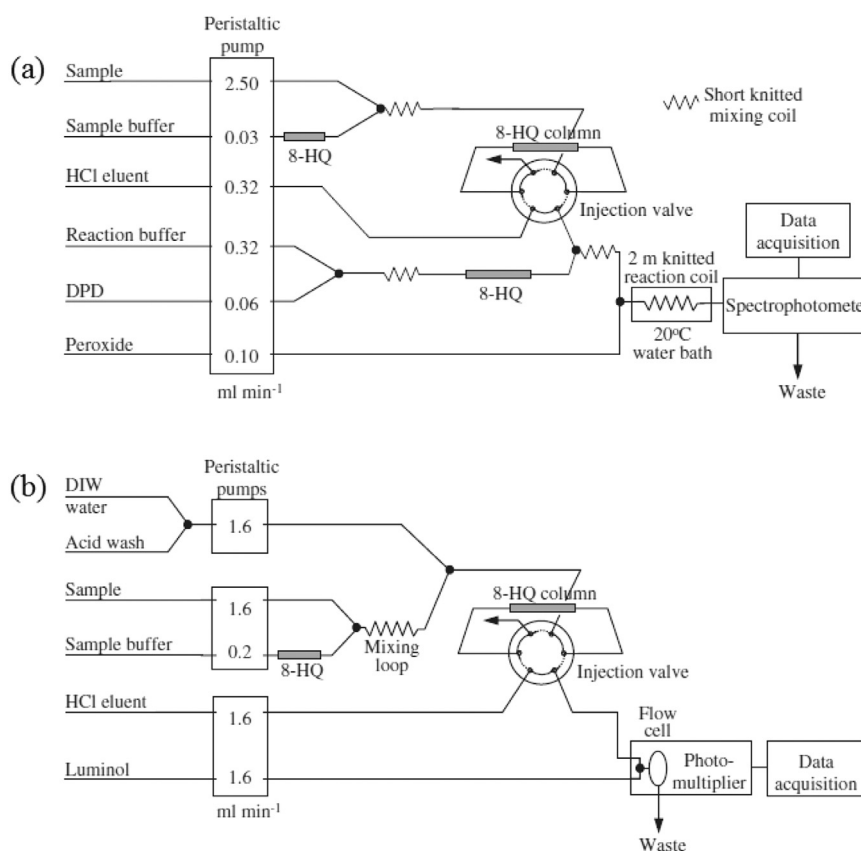 (a)
Peristaltic
pump
Sample
2.50
Short knitted
mixing coil
Sample buffer
0.03
8-HQ
8-HQ column
HCl eluent
0.32
Injection valve
Data
acquisition
Reaction buffer
0.32
2 m knitted
reaction coil
DPD
0.06
8-HQ
Spectrophotomete
20°C
water bath
Peroxide
0.10
ml min-1
Waste
(b)
Peristaltic
pumps
DIW
water
1.6
Acid wash
Sample
1.6
8-HQ column
Sample buffer
0.2
8-HQ
Mixing
loop
Injection valve
HCl eluent
1.6
Flow
cell
Photo-
multiplier
Data
acquisition
Luminol
1.6
ml min-1
Waste